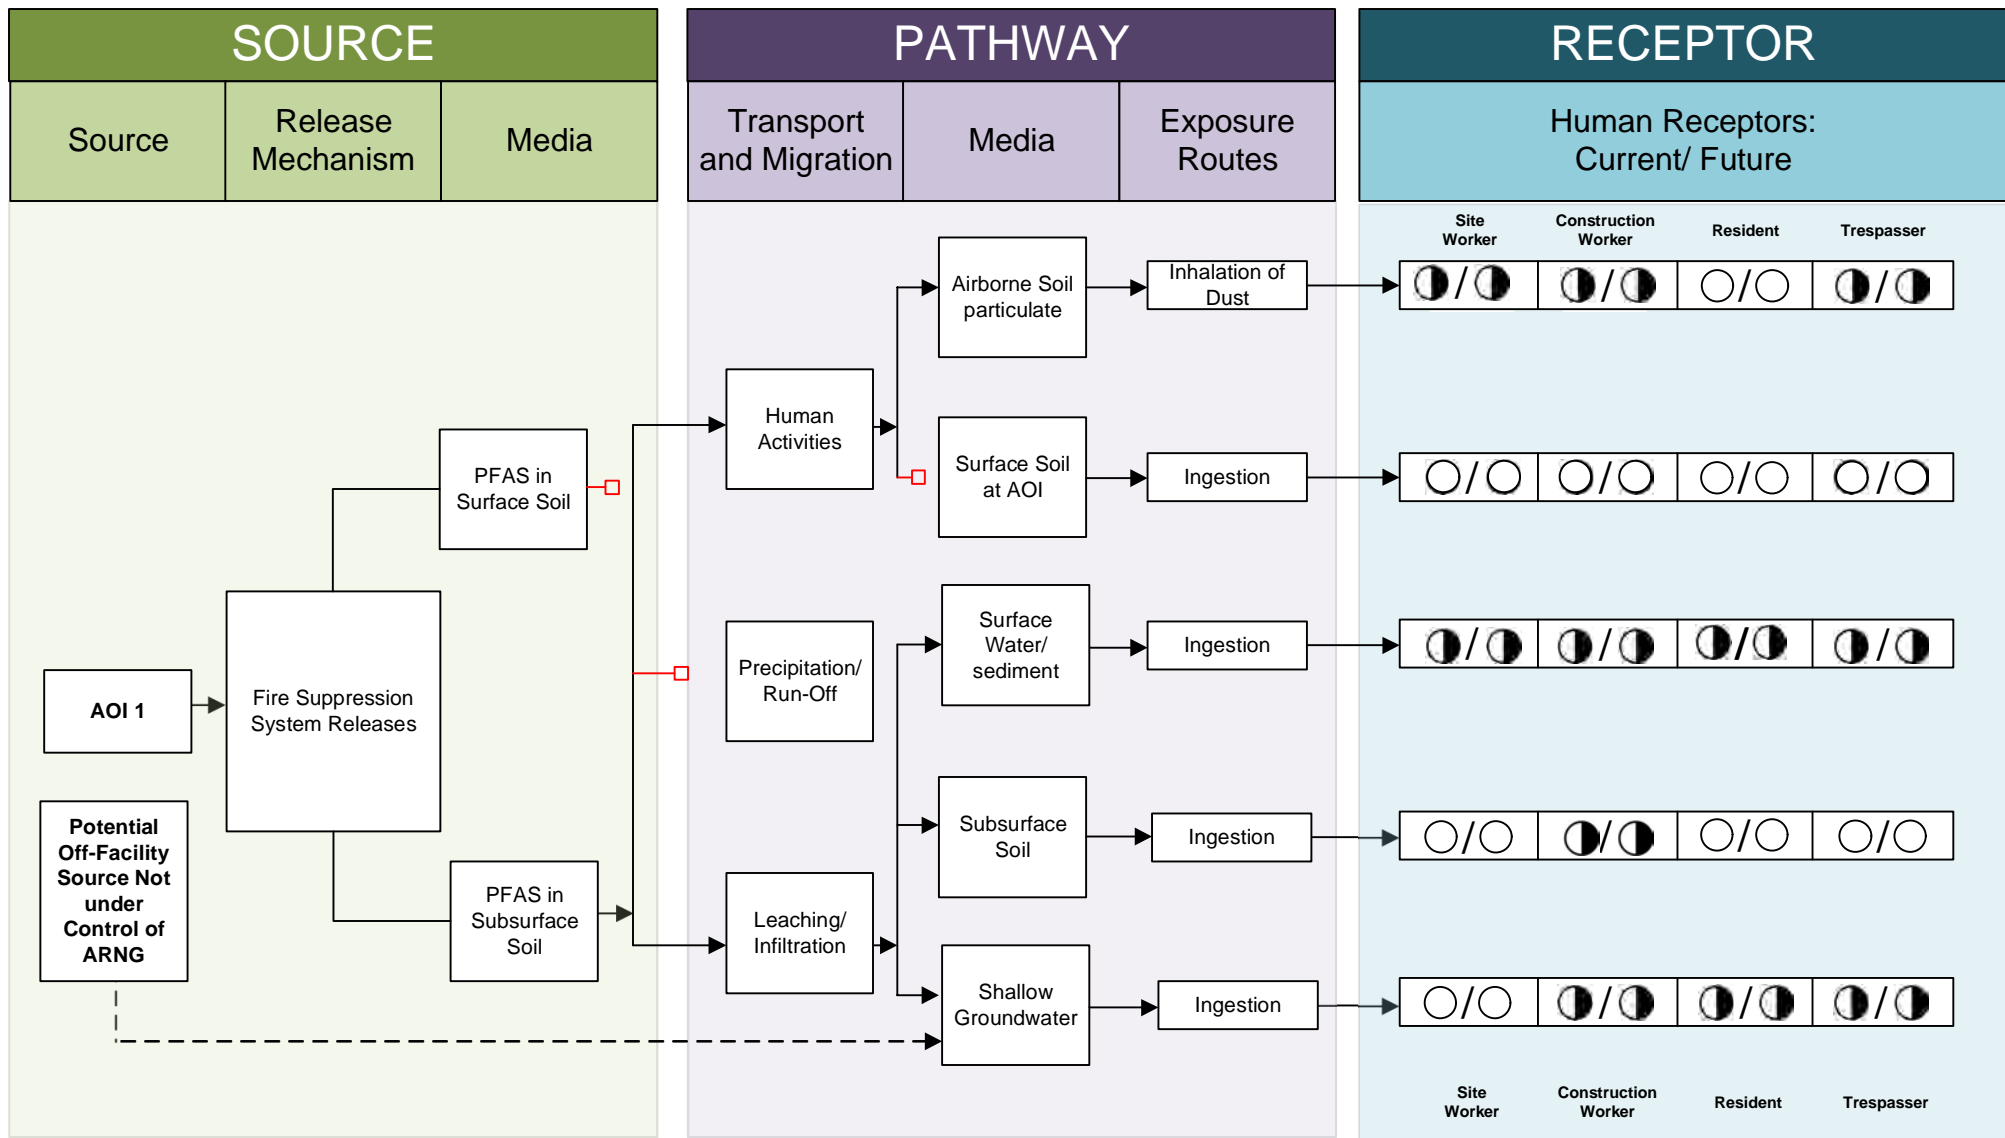 SOURCE
PATHWAY
RECEPTOR
Source
Release
Mechanism
Media
Transport
and Migration
Media
Exposure
Routes
Human Receptors:
Current/ Future
Site
Worker
Construction
Worker
Resident
Trespasser
Airborne Soil
particulate
Inhalation of
Dust
/
/
/
/
Human
Activities
PFAS in
Surface Soil
Surface Soil
at AOI
Ingestion
/
/
/
/
Surface
Water/
sediment
Ingestion
/
/
/
/
Precipitation/
Run-Off
AOI 1
Fire Suppression
System Releases
Potential
Off-Facility
Source Not
under
Control of
ARNG
Subsurface
Soil
Ingestion
/
/
/
/
PFAS in
Subsurface
Soil
Leaching/
Infiltration
Shallow
Groundwater
Ingestion
/
/
/
/
Site
Worker
Construction
Worker
Resident
Trespasser